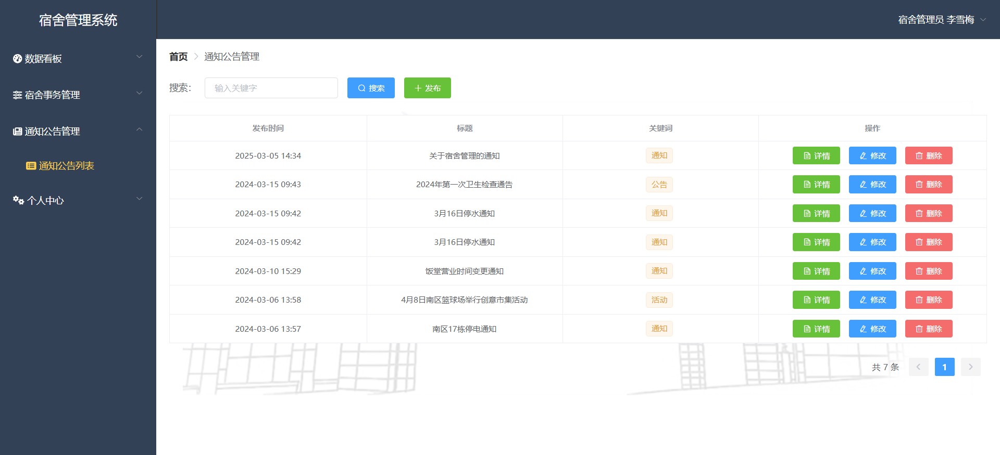 宿舍管理系统
宿舍管理员 李雪梅
数据看板
宿舍事务管理
通知公告管理
通知公告列表
个人中心
首页 > 通知公告管理
搜索： 输入关键字 搜索 发布
发布时间 标题 关键词 操作
2025-03-05 14:34 关于宿舍管理的通知 通知 详情 修改 删除
2024-03-15 09:43 2024年第一次卫生检查通告 公告 详情 修改 删除
2024-03-15 09:42 3月16日停水通知 通知 详情 修改 删除
2024-03-15 09:42 3月16日停水通知 通知 详情 修改 删除
2024-03-10 15:29 饭堂营业时间变更通知 通知 详情 修改 删除
2024-03-06 13:58 4月8日南区篮球场举行创意市集活动 活动 详情 修改 删除
2024-03-06 13:57 南区17栋停电通知 通知 详情 修改 删除
共 7 条 1